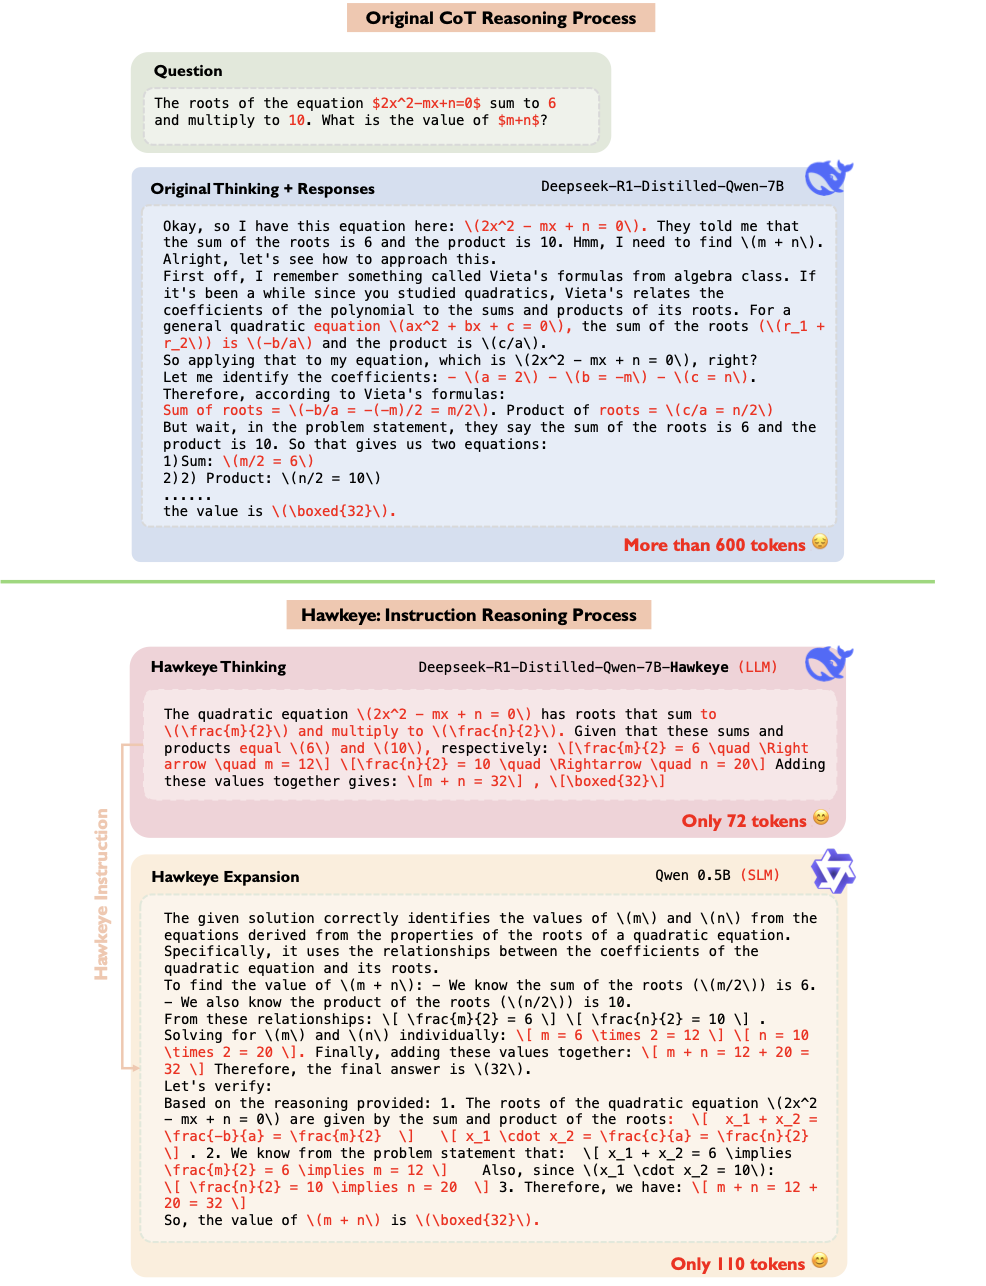 Original CoT Reasoning Process
Question
The roots of the equation $2x^2-mx+n=0$ sum to 6
and multiply to 10. What is the value of $m+n$?
Original Thinking + Responses
Deepseek-R1-Distilled-Qwen-7B
Okay, so I have this equation here: \(2x^2 - mx + n = 0\). They told me that
the sum of the roots is 6 and the product is 10. Hmm, I need to find \(m + n\).
Alright, let's see how to approach this.
First off, I remember something called Vieta's formulas from algebra class. If
it's been a while since you studied quadratics, Vieta's relates the
coefficients of the polynomial to the sums and products of its roots. For a
general quadratic equation \(ax^2 + bx + c = 0\), the sum of the roots (\(r_1 +
r_2\)) is \(-b/a\) and the product is \(c/a\).
So applying that to my equation, which is \(2x^2 - mx + n = 0\), right?
Let me identify the coefficients: - \(a = 2\) - \(b = -m\) - \(c = n\).
Therefore, according to Vieta's formulas:
Sum of roots = \(-b/a = -(-m)/2 = m/2\). Product of roots = \(c/a = n/2\)
But wait, in the problem statement, they say the sum of the roots is 6 and the
product is 10. So that gives us two equations:
1)Sum: \(m/2 = 6\)
2)2) Product: \(n/2 = 10\)
......
the value is \(\boxed{32}\).
More than 600 tokens 😔
Hawkeye: Instruction Reasoning Process
Hawkeye Thinking
Deepseek-R1-Distilled-Qwen-7B-Hawkeye (LLM)
The quadratic equation \(2x^2 - mx + n = 0\) has roots that sum to
\(\frac{m}{2}\) and multiply to \(\frac{n}{2}\). Given that these sums and
products equal \(6\) and \(10\), respectively: \[\frac{m}{2} = 6 \quad \Right
arrow \quad m = 12\] \[\frac{n}{2} = 10 \quad \Rightarrow \quad n = 20\] Adding
these values together gives: \[m + n = 32\] , \[\boxed{32}\]
Only 72 tokens 😊
Hawkeye Instruction
Hawkeye Expansion
Qwen 0.5B (SLM)
The given solution correctly identifies the values of \(m\) and \(n\) from the
equations derived from the properties of the roots of a quadratic equation.
Specifically, it uses the relationships between the coefficients of the
quadratic equation and its roots.
To find the value of \(m + n\): - We know the sum of the roots (\(m/2\)) is 6.
- We also know the product of the roots (\(n/2\)) is 10.
From these relationships: \[ \frac{m}{2} = 6 \] \[ \frac{n}{2} = 10 \] .
Solving for \(m\) and \(n\) individually: \[ m = 6 \times 2 = 12 \] \[ n = 10
\times 2 = 20 \]. Finally, adding these values together: \[ m + n = 12 + 20 =
32 \] Therefore, the final answer is \(32\).
Let's verify:
Based on the reasoning provided: 1. The roots of the quadratic equation \(2x^2
- mx + n = 0\) are given by the sum and product of the roots: \[ x_1 + x_2 =
\frac{-b}{a} = \frac{m}{2} \] \[ x_1 \cdot x_2 = \frac{c}{a} = \frac{n}{2}
\] . 2. We know from the problem statement that: \[ x_1 + x_2 = 6 \implies
\frac{m}{2} = 6 \implies m = 12 \] Also, since \(x_1 \cdot x_2 = 10\):
\[ \frac{n}{2} = 10 \implies n = 20 \] 3. Therefore, we have: \[ m + n = 12 +
20 = 32 \]
So, the value of \(m + n\) is \(\boxed{32}\).
Only 110 tokens 😊